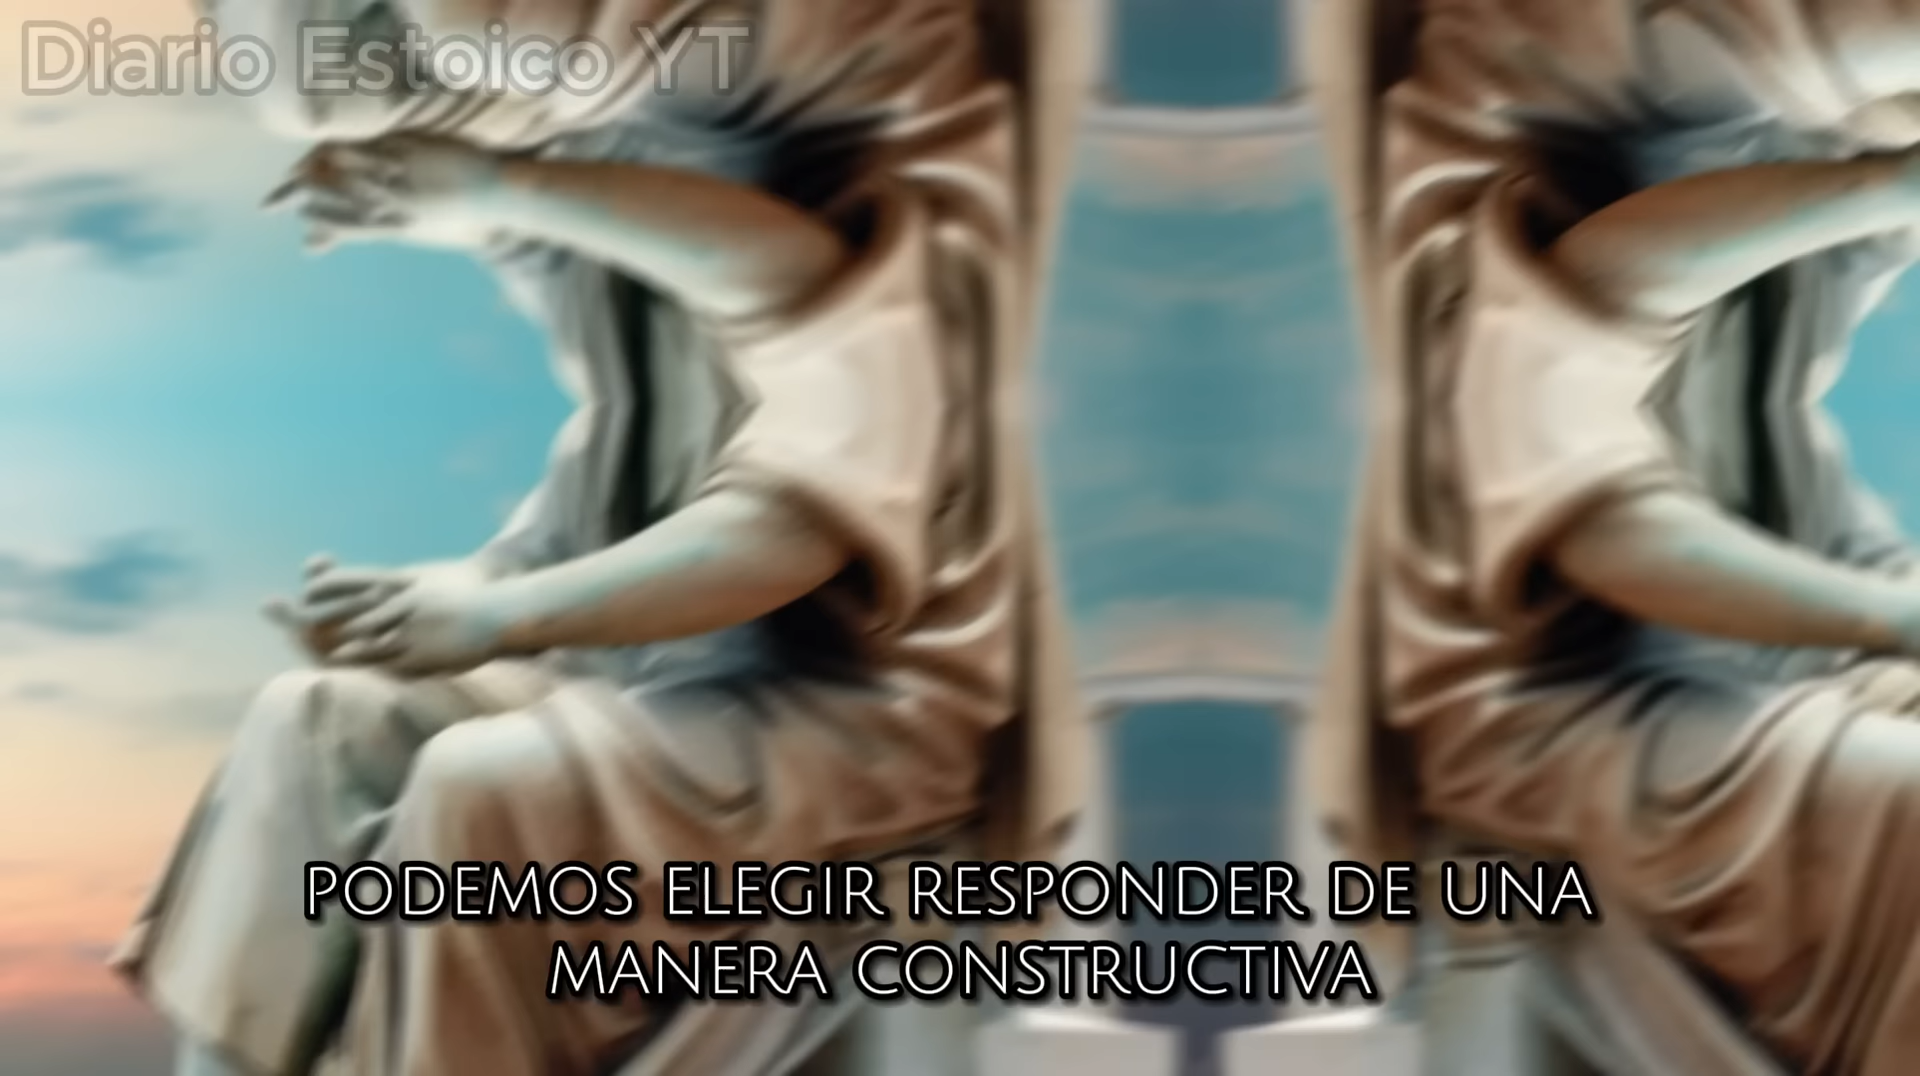 Diario Estoico YT
PODEMOS ELEGIR RESPONDER DE UNA
MANERA CONSTRUCTIVA